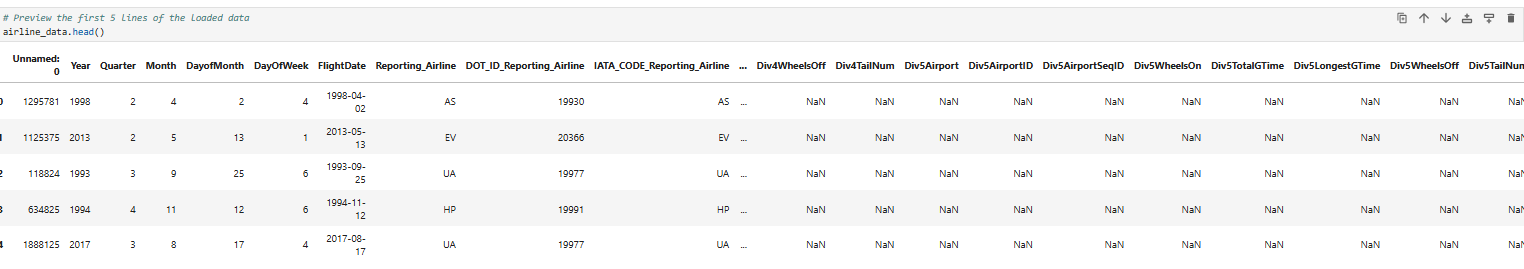 # Preview the first 5 lines of the loaded data
airline_data.head()
Unnamed: 0 Year Quarter Month DayofMonth DayOfWeek FlightDate Reporting_Airline DOT_ID_Reporting_Airline IATA_CODE_Reporting_Airline ... Div4WheelsOff Div4TailNum Div5Airport Div5AirportID Div5AirportSeqID Div5WheelsOn Div5TotalGTime Div5LongestGTime Div5WheelsOff Div5TailNum
0 1295781 1998 2 4 2 4 1998-04-02 AS 19930 AS ... NaN NaN NaN NaN NaN NaN NaN NaN NaN NaN
1 1125375 2013 2 5 13 1 2013-05-13 EV 20366 EV ... NaN NaN NaN NaN NaN NaN NaN NaN NaN NaN
2 118824 1993 3 9 25 6 1993-09-25 UA 19977 UA ... NaN NaN NaN NaN NaN NaN NaN NaN NaN NaN
3 634825 1994 4 11 12 6 1994-11-12 HP 19991 HP ... NaN NaN NaN NaN NaN NaN NaN NaN NaN NaN
4 1888125 2017 3 8 17 4 2017-08-17 UA 19977 UA ... NaN NaN NaN NaN NaN NaN NaN NaN NaN NaN